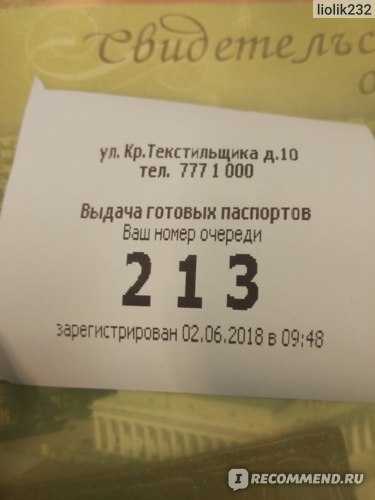 liolik232
Свидетельс
о
ул. Кр.Текстильщика д.10
тел. 777 1 000
Выдача готовых паспортов
Ваш номер очереди
213
зарегистрирован 02.06.2018 в 09:48
IRECOMMEND.RU